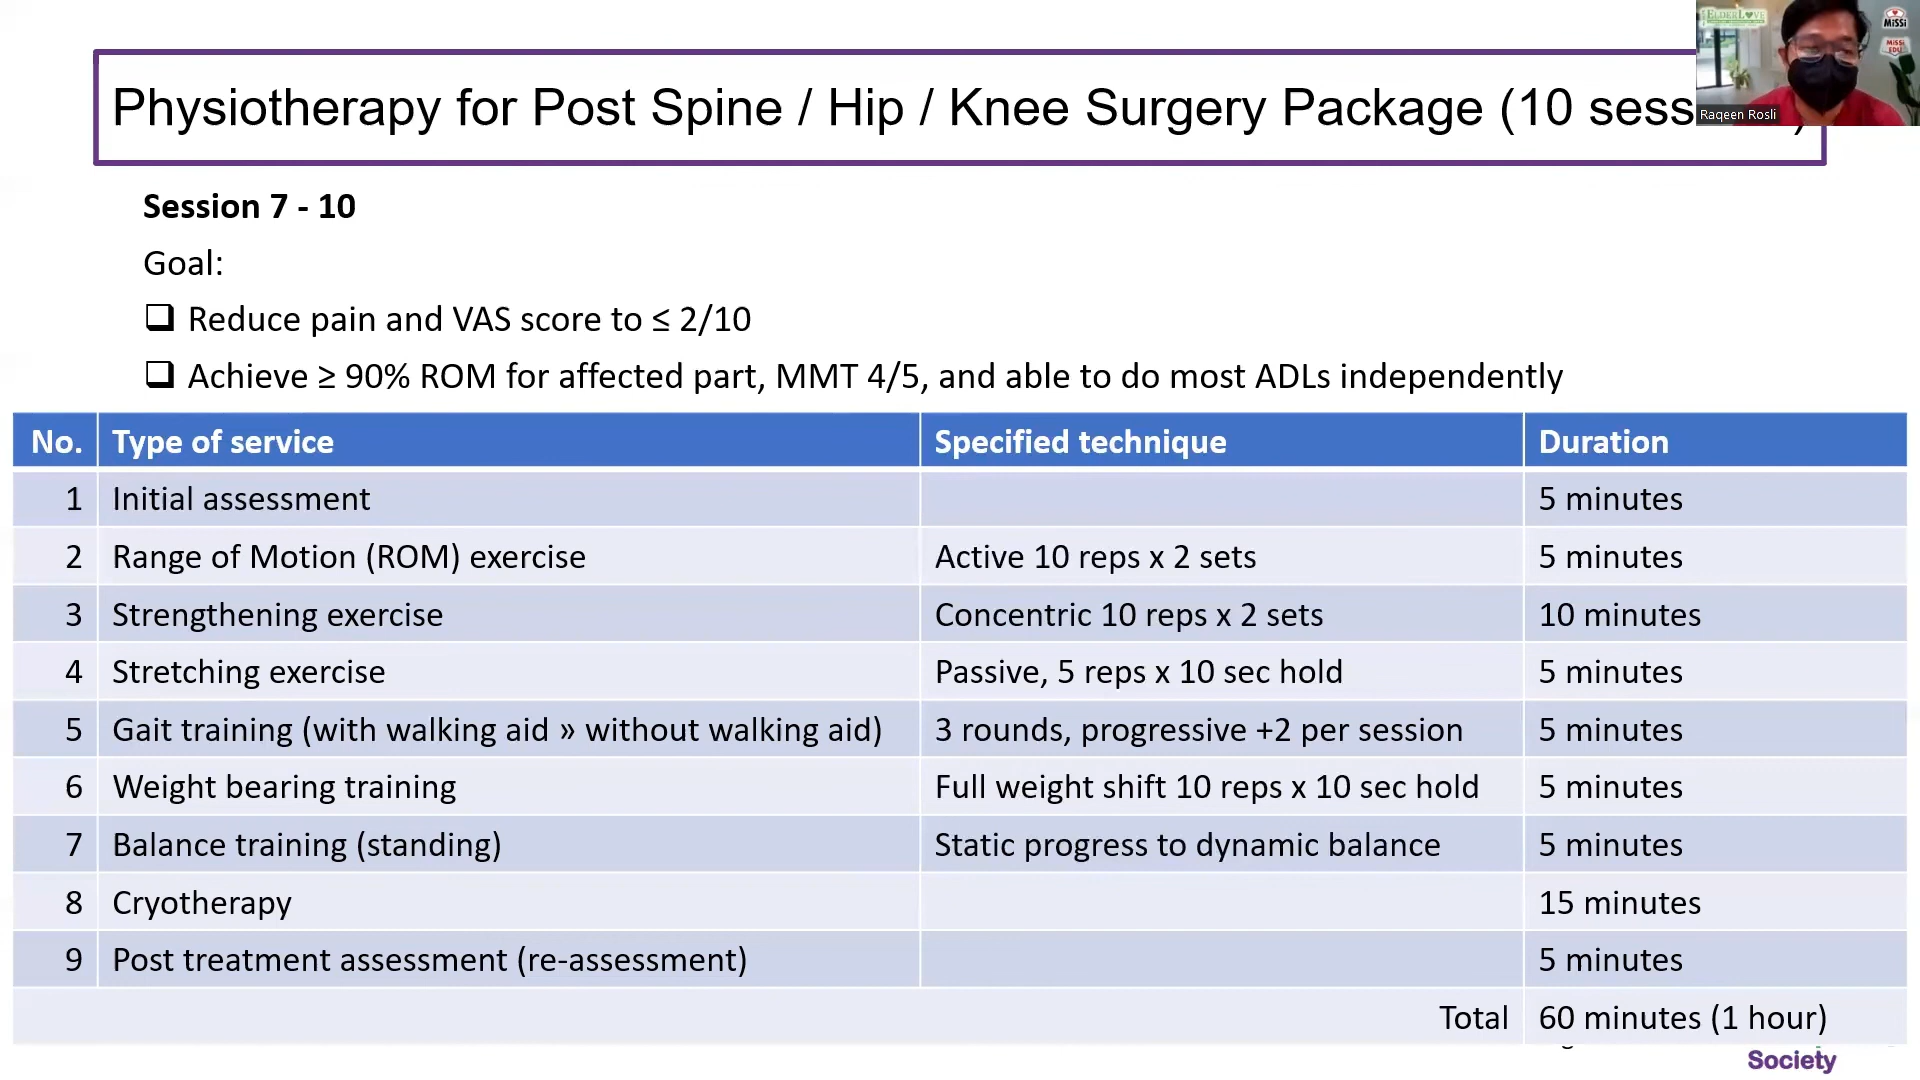 Physiotherapy for Post Spine / Hip / Knee Surgery Package (10 sess
ELDERLOVE
MiSSi
MiSSi
EDU
Raqeen Rosli
Session 7 - 10
Goal:
❑ Reduce pain and VAS score to ≤ 2/10
❑ Achieve ≥ 90% ROM for affected part, MMT 4/5, and able to do most ADLs independently
No. Type of service Specified technique Duration
1 Initial assessment 5 minutes
2 Range of Motion (ROM) exercise Active 10 reps x 2 sets 5 minutes
3 Strengthening exercise Concentric 10 reps x 2 sets 10 minutes
4 Stretching exercise Passive, 5 reps x 10 sec hold 5 minutes
5 Gait training (with walking aid » without walking aid) 3 rounds, progressive +2 per session 5 minutes
6 Weight bearing training Full weight shift 10 reps x 10 sec hold 5 minutes
7 Balance training (standing) Static progress to dynamic balance 5 minutes
8 Cryotherapy 15 minutes
9 Post treatment assessment (re-assessment) 5 minutes
Total 60 minutes (1 hour)
Society